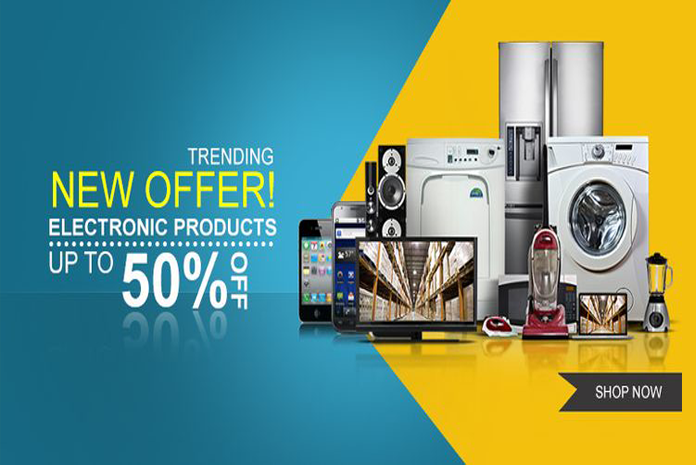 TRENDING
NEW OFFER!
ELECTRONIC PRODUCTS
UP TO 50% OFF
SHOP NOW